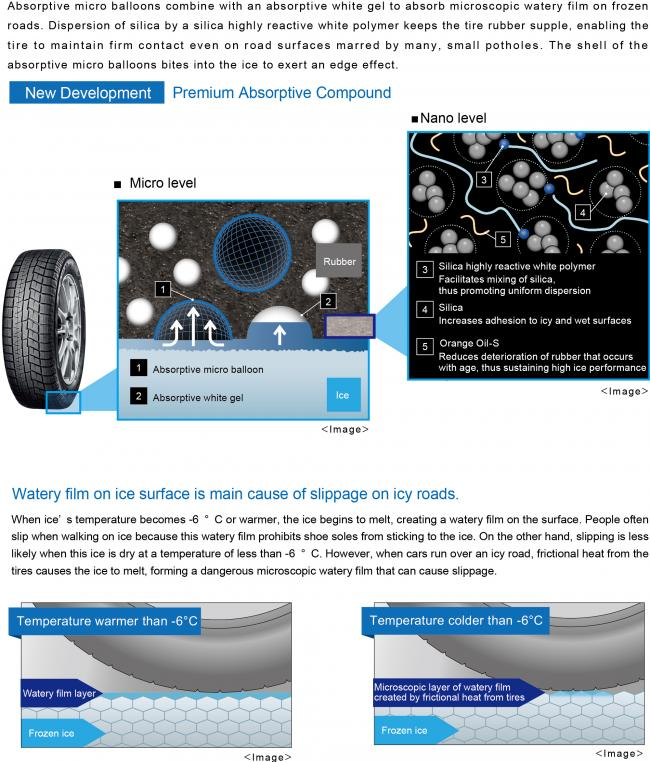 Absorptive micro balloons combine with an absorptive white gel to absorb microscopic watery film on frozen
roads. Dispersion of silica by a silica highly reactive white polymer keeps the tire rubber supple, enabling the
tire to maintain firm contact even on road surfaces marred by many, small potholes. The shell of the
absorptive micro balloons bites into the ice to exert an edge effect.
New Development Premium Absorptive Compound
■Nano level
■ Micro level
3
4
5
Rubber
1
2
3 Silica highly reactive white polymer
Facilitates mixing of silica,
thus promoting uniform dispersion
4 Silica
Increases adhesion to icy and wet surfaces
5 Orange Oil-S
Reduces deterioration of rubber that occurs
with age, thus sustaining high ice performance
1 Absorptive micro balloon
2 Absorptive white gel
Ice
<Image>
<Image>
Watery film on ice surface is main cause of slippage on icy roads.
When ice' s temperature becomes -6 ° C or warmer, the ice begins to melt, creating a watery film on the surface. People often
slip when walking on ice because this watery film prohibits shoe soles from sticking to the ice. On the other hand, slipping is less
likely when this ice is dry at a temperature of less than -6 ° C. However, when cars run over an icy road, frictional heat from the
tires causes the ice to melt, forming a dangerous microscopic watery film that can cause slippage.
Temperature warmer than -6°C
Watery film layer
Frozen ice
<Image>
Temperature colder than -6°C
Microscopic layer of watery film
created by frictional heat from tires
Frozen ice
<Image>